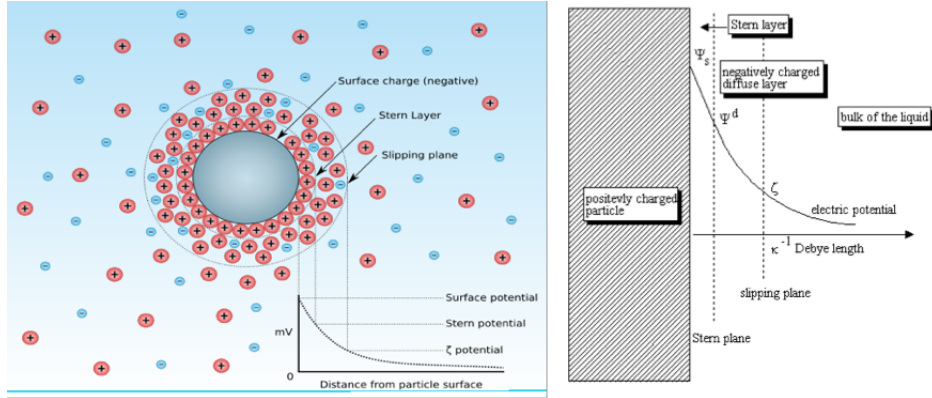 Surface charge (negative)
Stern Layer
Slipping plane
Surface potential
Stern potential
ζ potential
mV
0
Distance from particle surface
Stern layer
Ψs
negatively charged
diffuse layer
Ψd
bulk of the liquid
positevly charged
particle
ζ
electric potential
κ-1 Debye length
slipping plane
Stern plane